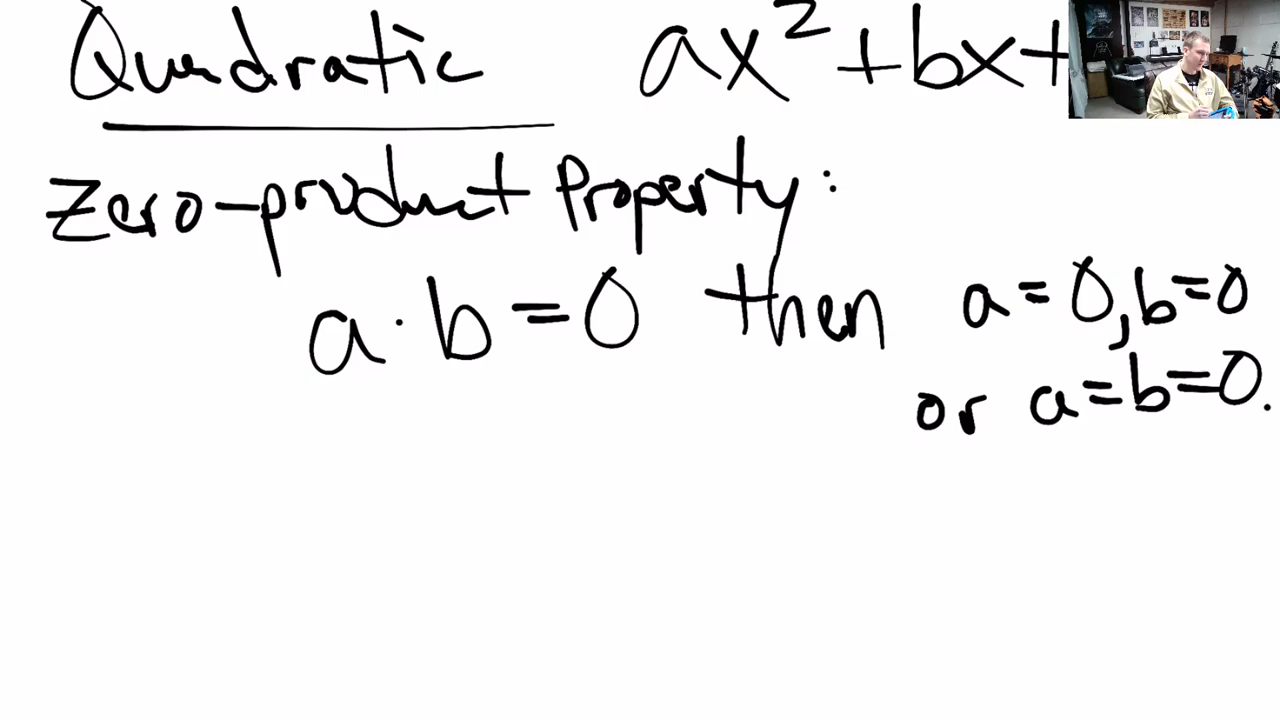 Quadratic ax² + bx +
Zero-product Property:
a · b = 0 then a = 0, b = 0
or a = b = 0.